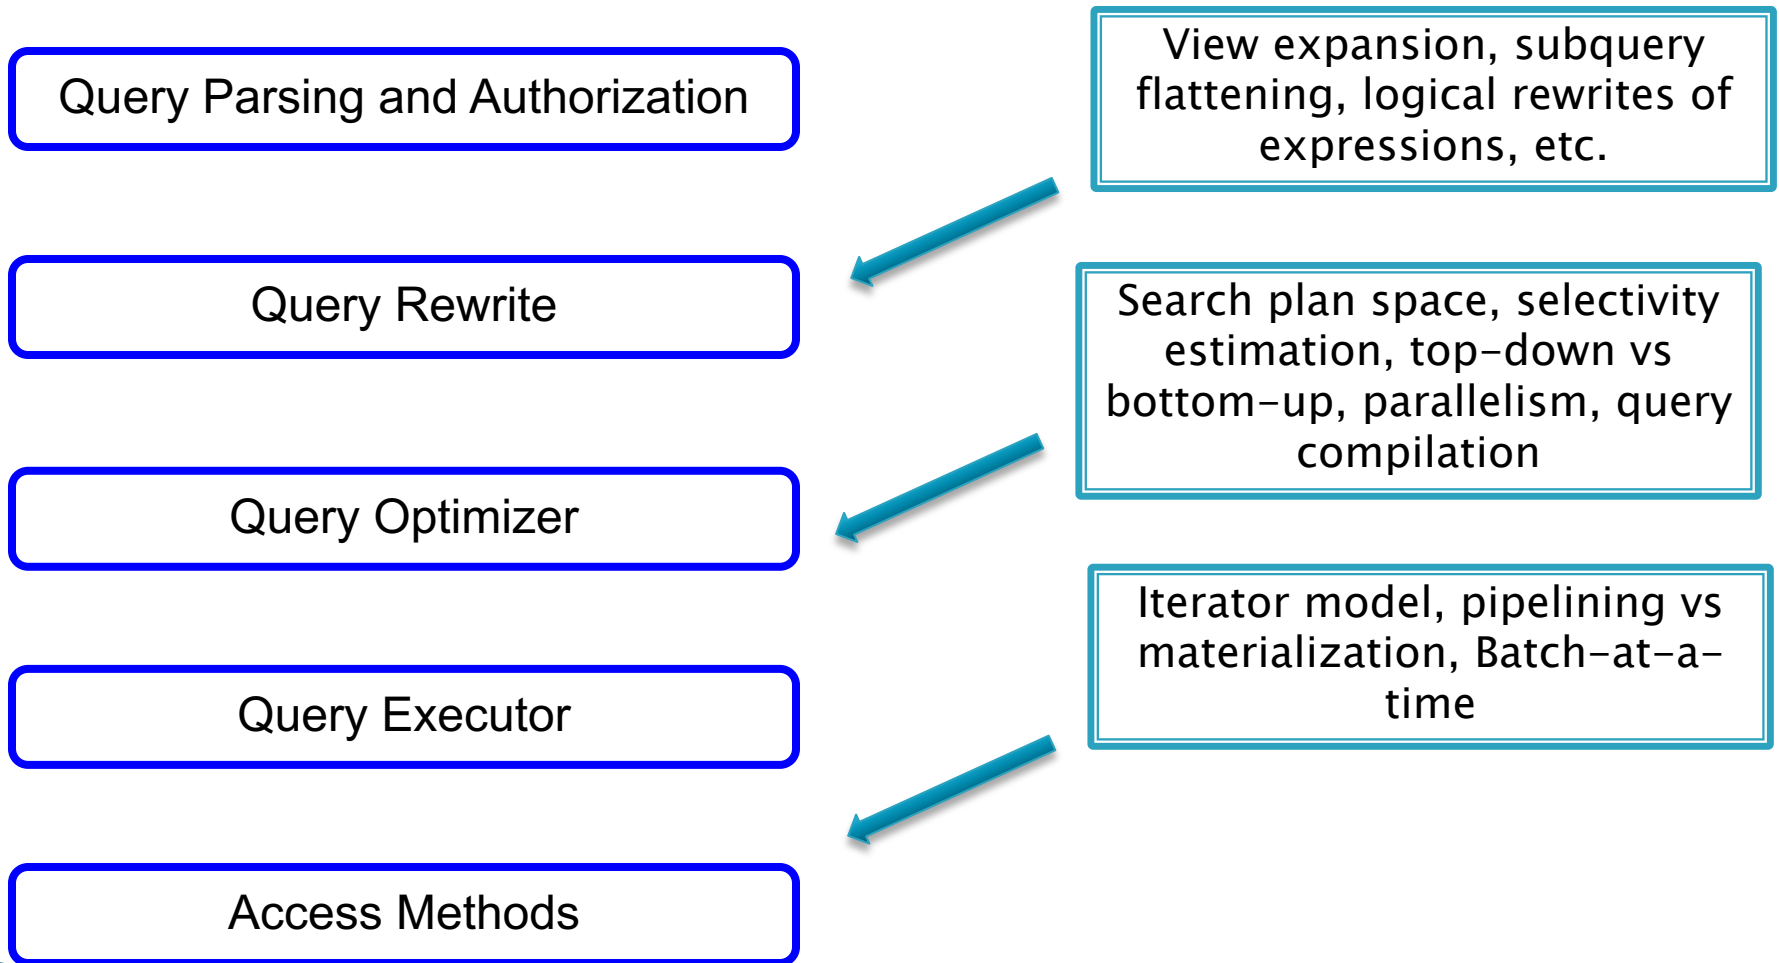 Query Parsing and Authorization
View expansion, subquery
flattening, logical rewrites of
expressions, etc.
Query Rewrite
Search plan space, selectivity
estimation, top-down vs
bottom-up, parallelism, query
compilation
Query Optimizer
Iterator model, pipelining vs
materialization, Batch-at-a-
time
Query Executor
Access Methods